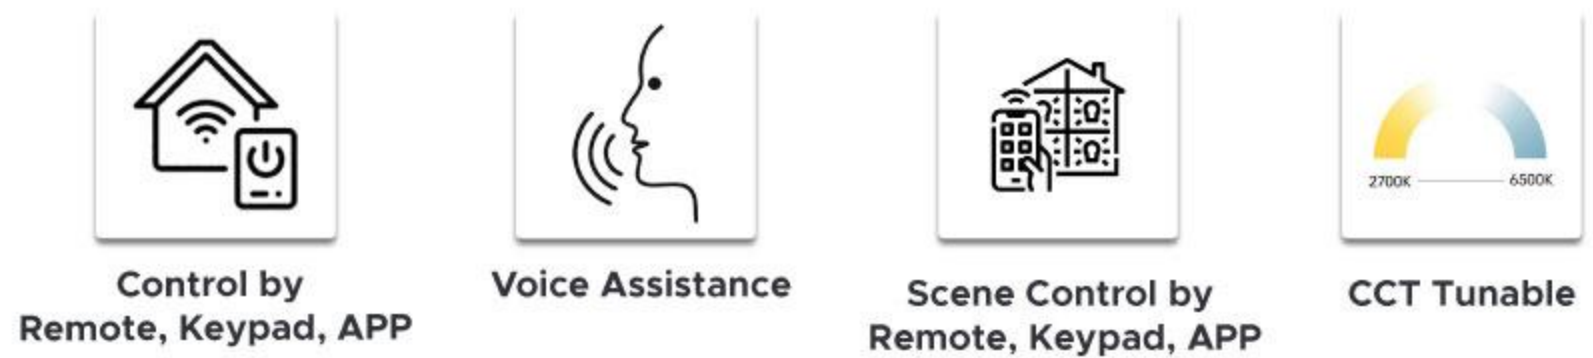 Control by
Remote, Keypad, APP
Voice Assistance
Scene Control by
Remote, Keypad, APP
2700K
6500K
CCT Tunable